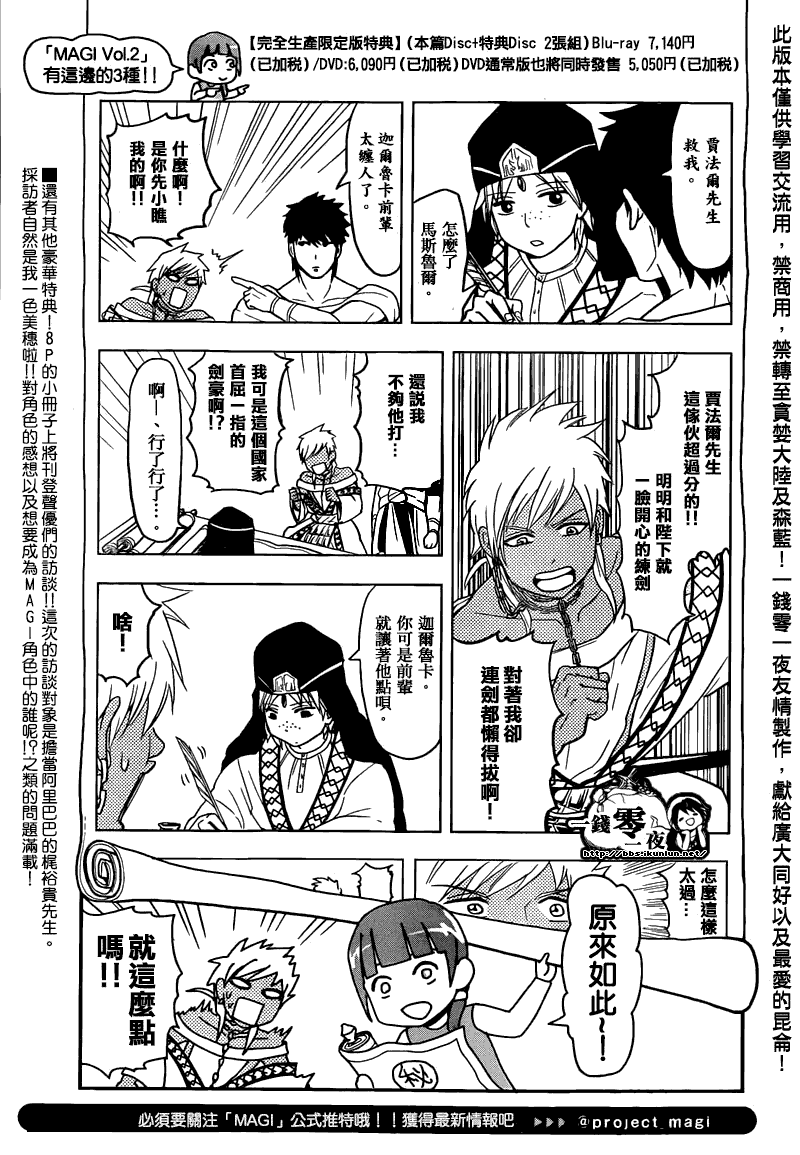 「MAGI Vol.2」
有這邊的3種!!
【完全生產限定版特典】(本篇Disc+特典Disc 2張組)Blu-ray 7,140円
(已加稅)/DVD:6,090円(已加稅)DVD通常版也將同時發售 5,050円(已加稅)
賈法爾先生
救我。
怎麼了
馬斯魯爾。
迦爾魯卡前輩
太纏人了。
什麼啊!
是你先小瞧
我的啊!!
賈法爾先生
這傢伙超過分的!!
明明和陛下就
一臉開心的練劍
對著我卻
連劍都懶得拔啊!
還說我
不夠他打…
我可是這個國家
首屈一指的
劍豪啊!?
啊—、行了行了…。
迦爾魯卡。
你可是前輩
就讓著他點唄。
啥!
怎麼這樣
太過…
原來如此~!
就這麼點
嗎!!
㊙
一錢零一夜
http://bbs.ikunlun.net/
此版本僅供學習交流用,禁商用,禁轉至貪婪大陸及森藍!一錢零一夜友情製作,獻給廣大同好以及最愛的昆侖!
■還有其他豪華特典!8P的小冊子上將刊登聲優們的訪談!!這次的訪談對象是擔當阿里巴巴的梶裕貴先生。
採訪者自然是我一色美穗啦!!對角色的感想以及想要成為MAGI角色中的誰呢!?之類的問題滿載!
必須要關注「MAGI」公式推特哦!!獲得最新情報吧 ▶▶▶ @project_magi